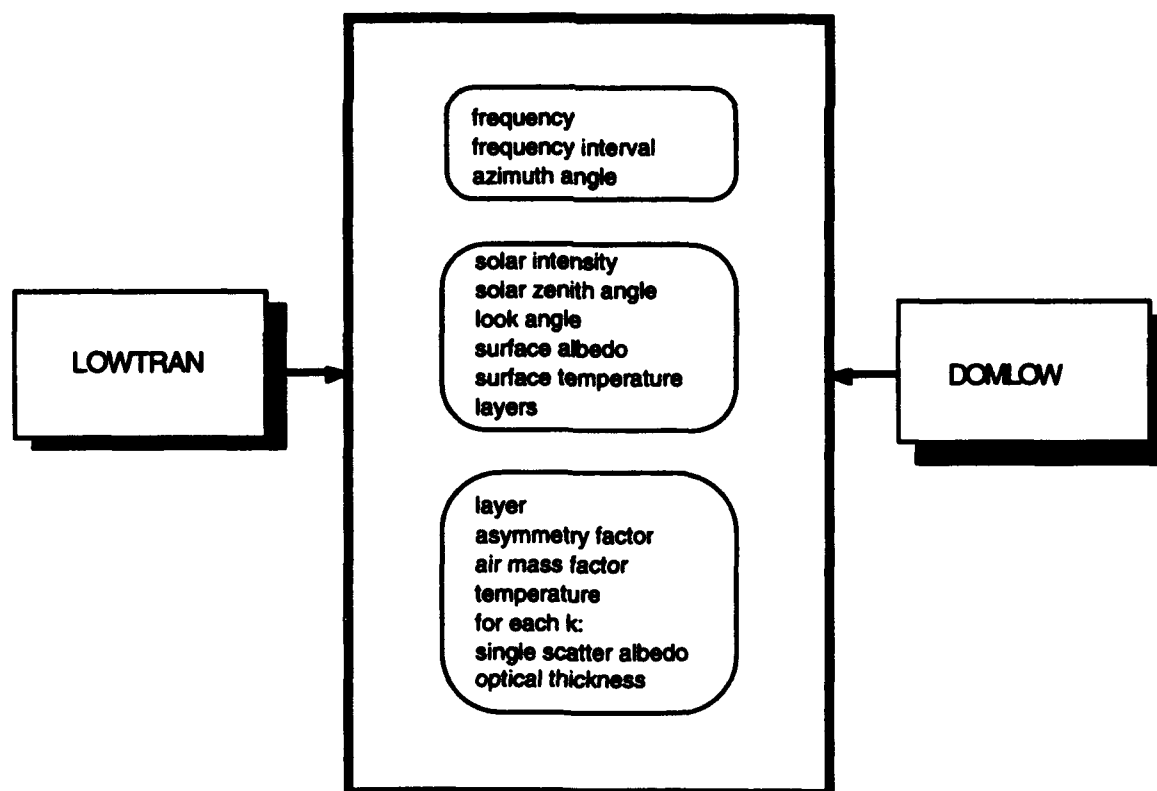 frequency
frequency interval
azimuth angle
solar intensity
solar zenith angle
look angle
surface albedo
surface temperature
layers
LOWTRAN
DOMLOW
layer
asymmetry factor
air mass factor
temperature
for each k:
single scatter albedo
optical thickness